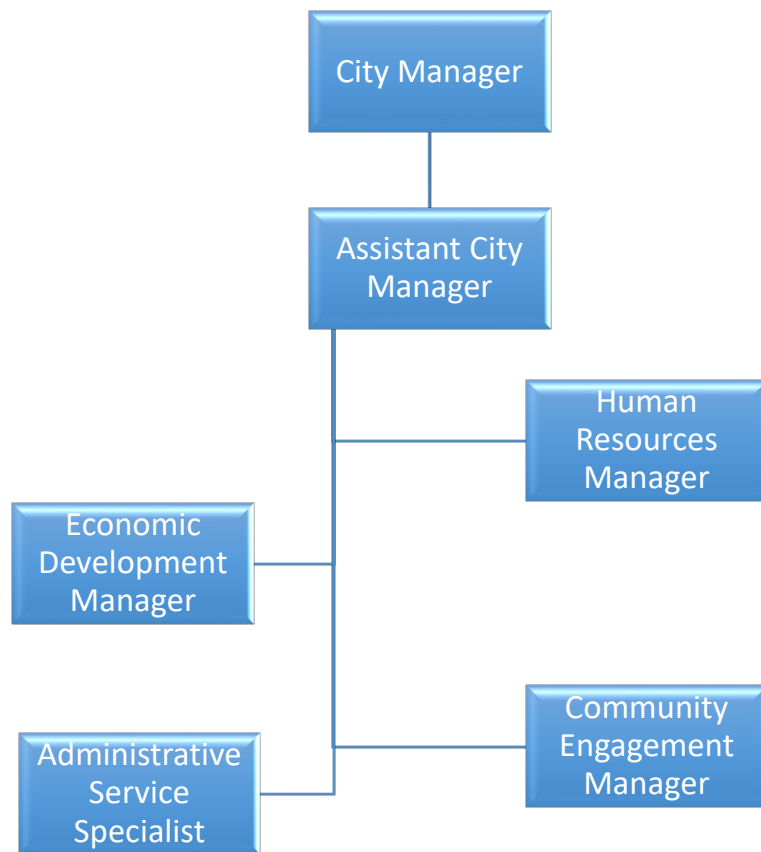 City Manager
Assistant City
Manager
Human
Resources
Manager
Economic
Development
Manager
Community
Engagement
Manager
Administrative
Service
Specialist